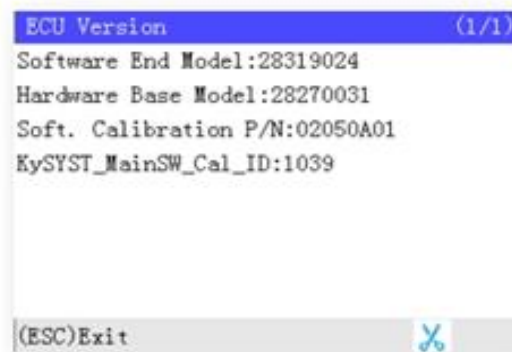 ECU Version (1/1)
Software End Model:28319024
Hardware Base Model:28270031
Soft. Calibration P/N:02050A01
KySYST_MainSW_Cal_ID:1039
(ESC)Exit